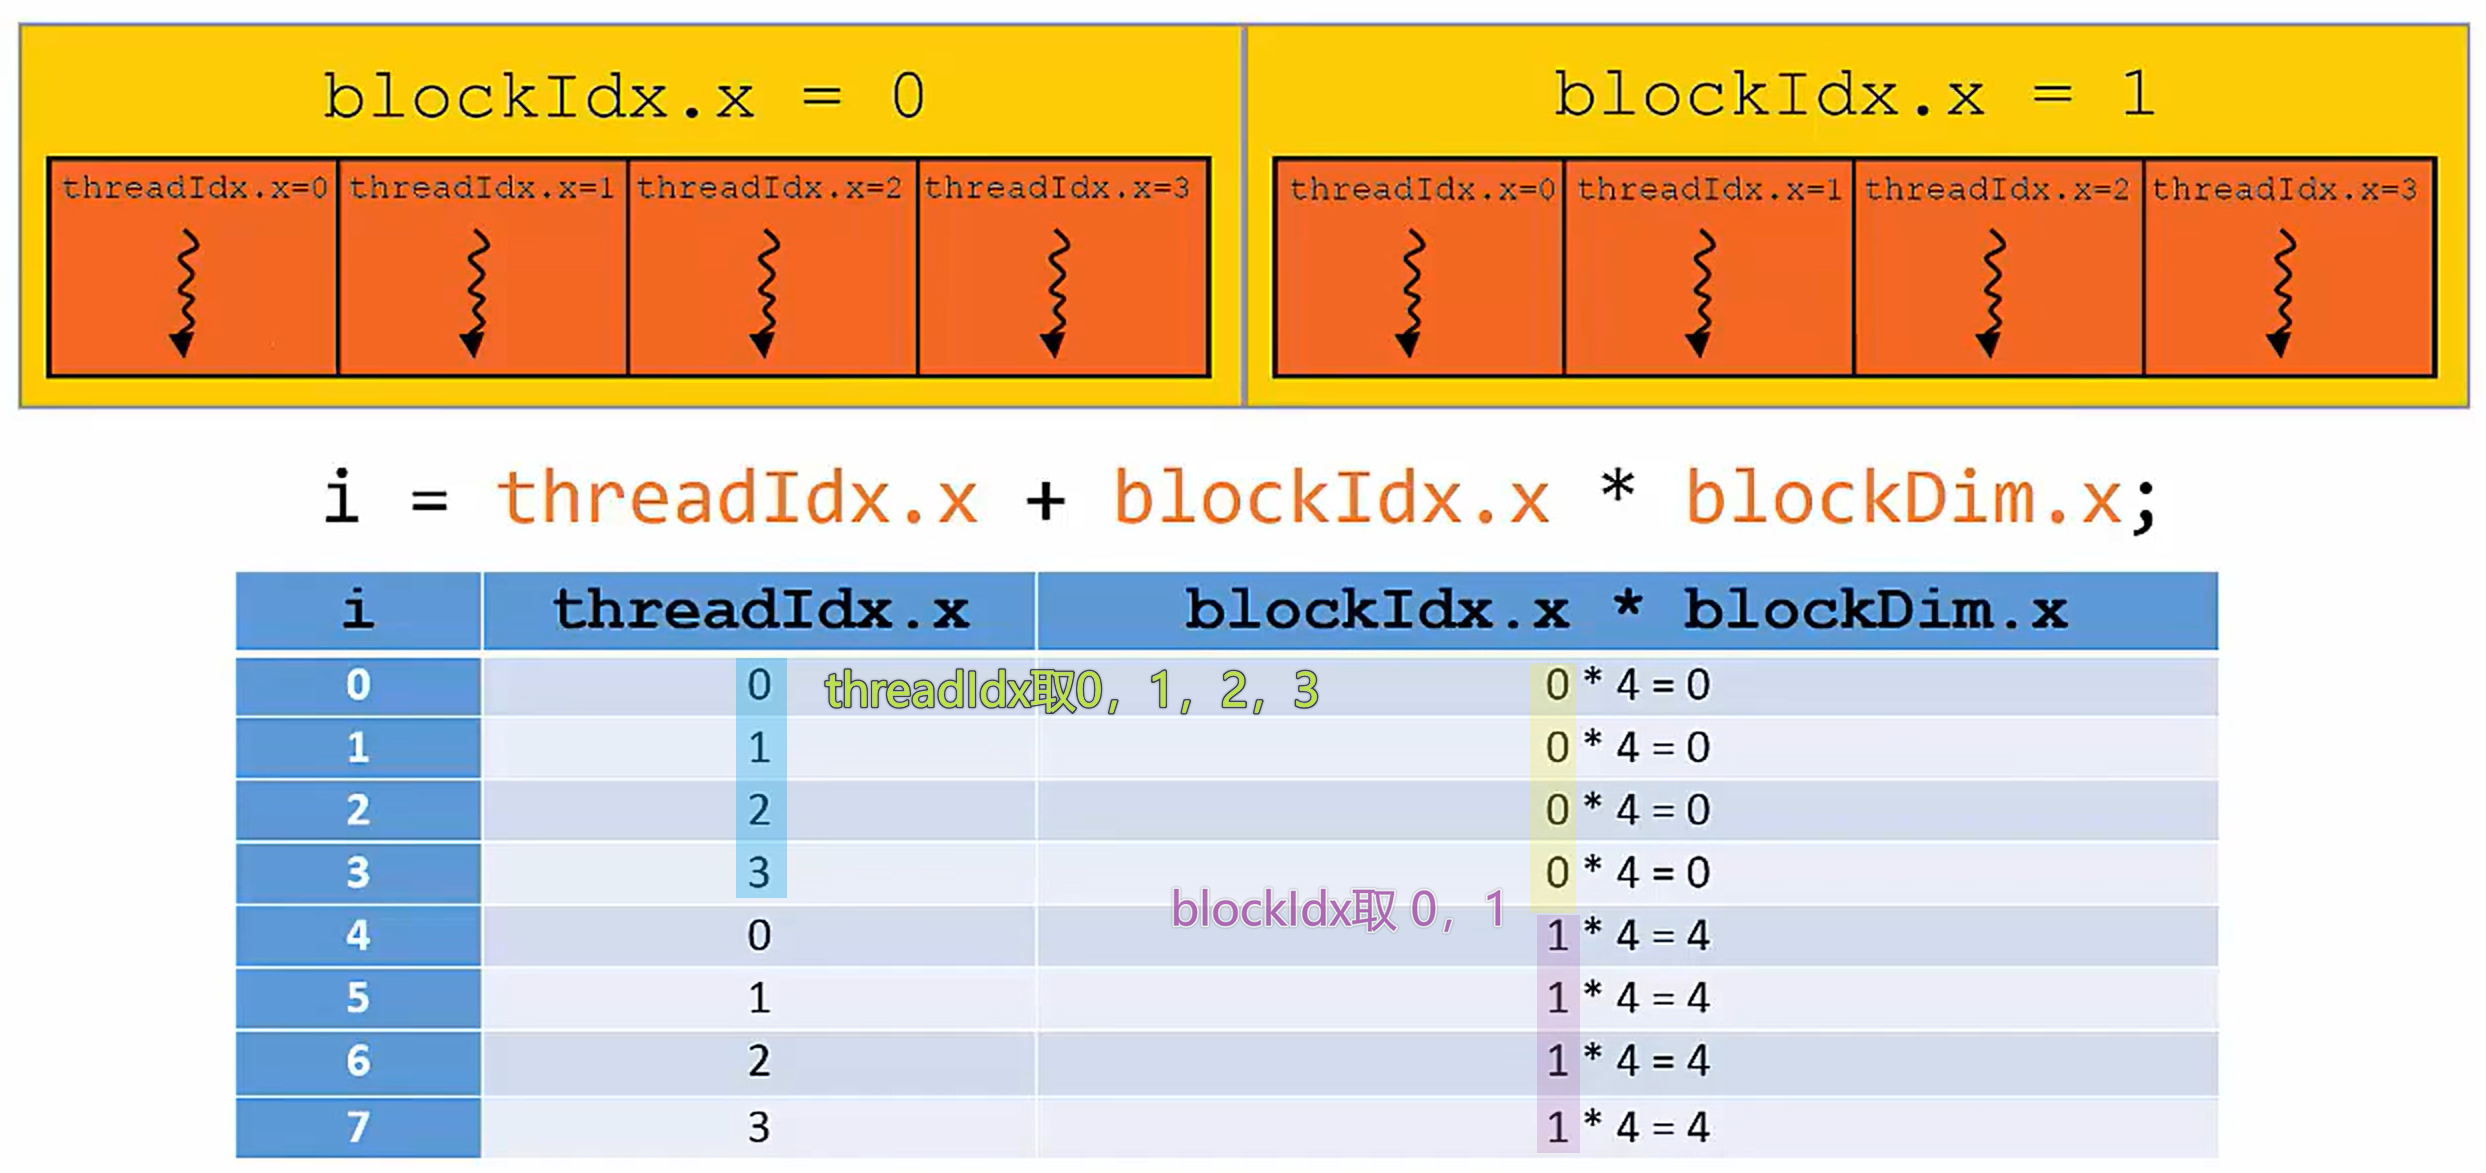 blockIdx.x = 0
blockIdx.x = 1
threadIdx.x=0 threadIdx.x=1 threadIdx.x=2 threadIdx.x=3
threadIdx.x=0 threadIdx.x=1 threadIdx.x=2 threadIdx.x=3
i = threadIdx.x + blockIdx.x * blockDim.x;
i threadIdx.x blockIdx.x * blockDim.x
0 0 threadIdx取0，1，2，3 0 * 4 = 0
1 1 0 * 4 = 0
2 2 0 * 4 = 0
3 3 0 * 4 = 0
blockIdx取 0，1
4 0 1 * 4 = 4
5 1 1 * 4 = 4
6 2 1 * 4 = 4
7 3 1 * 4 = 4